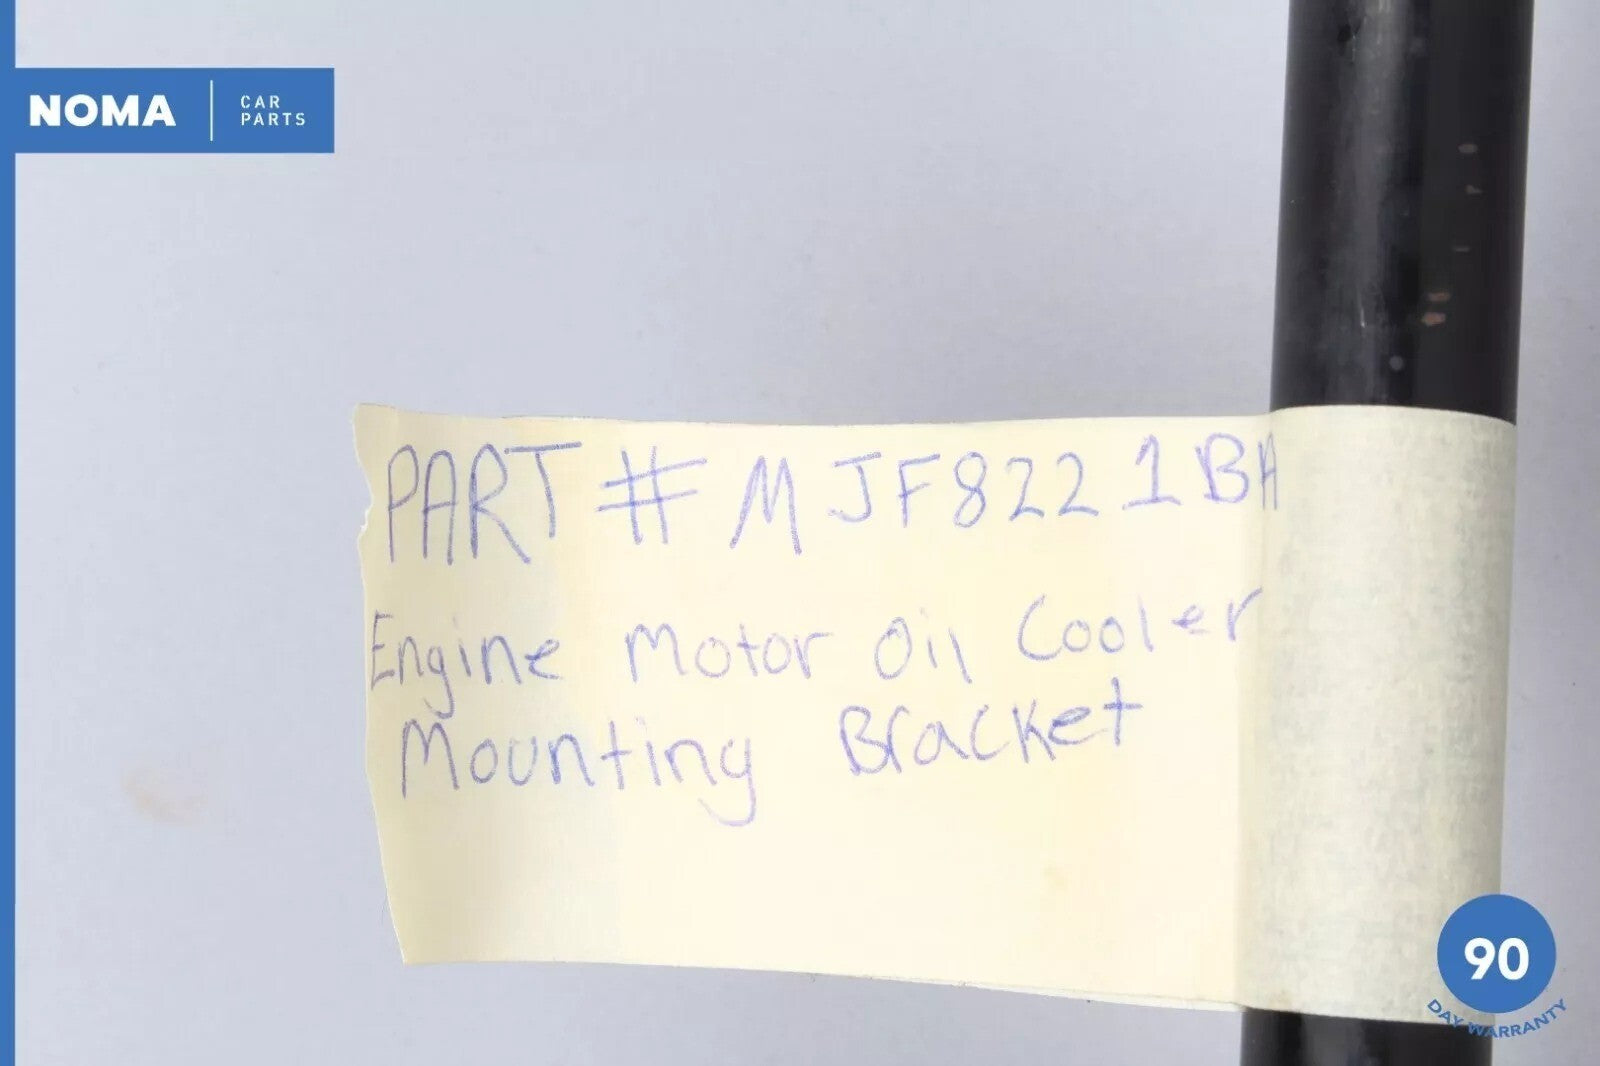 NOMA
CAR
PARTS
PART # MJF8221BA
Engine Motor Oil Cooler
Mounting Bracket
90
DAY WARRANTY